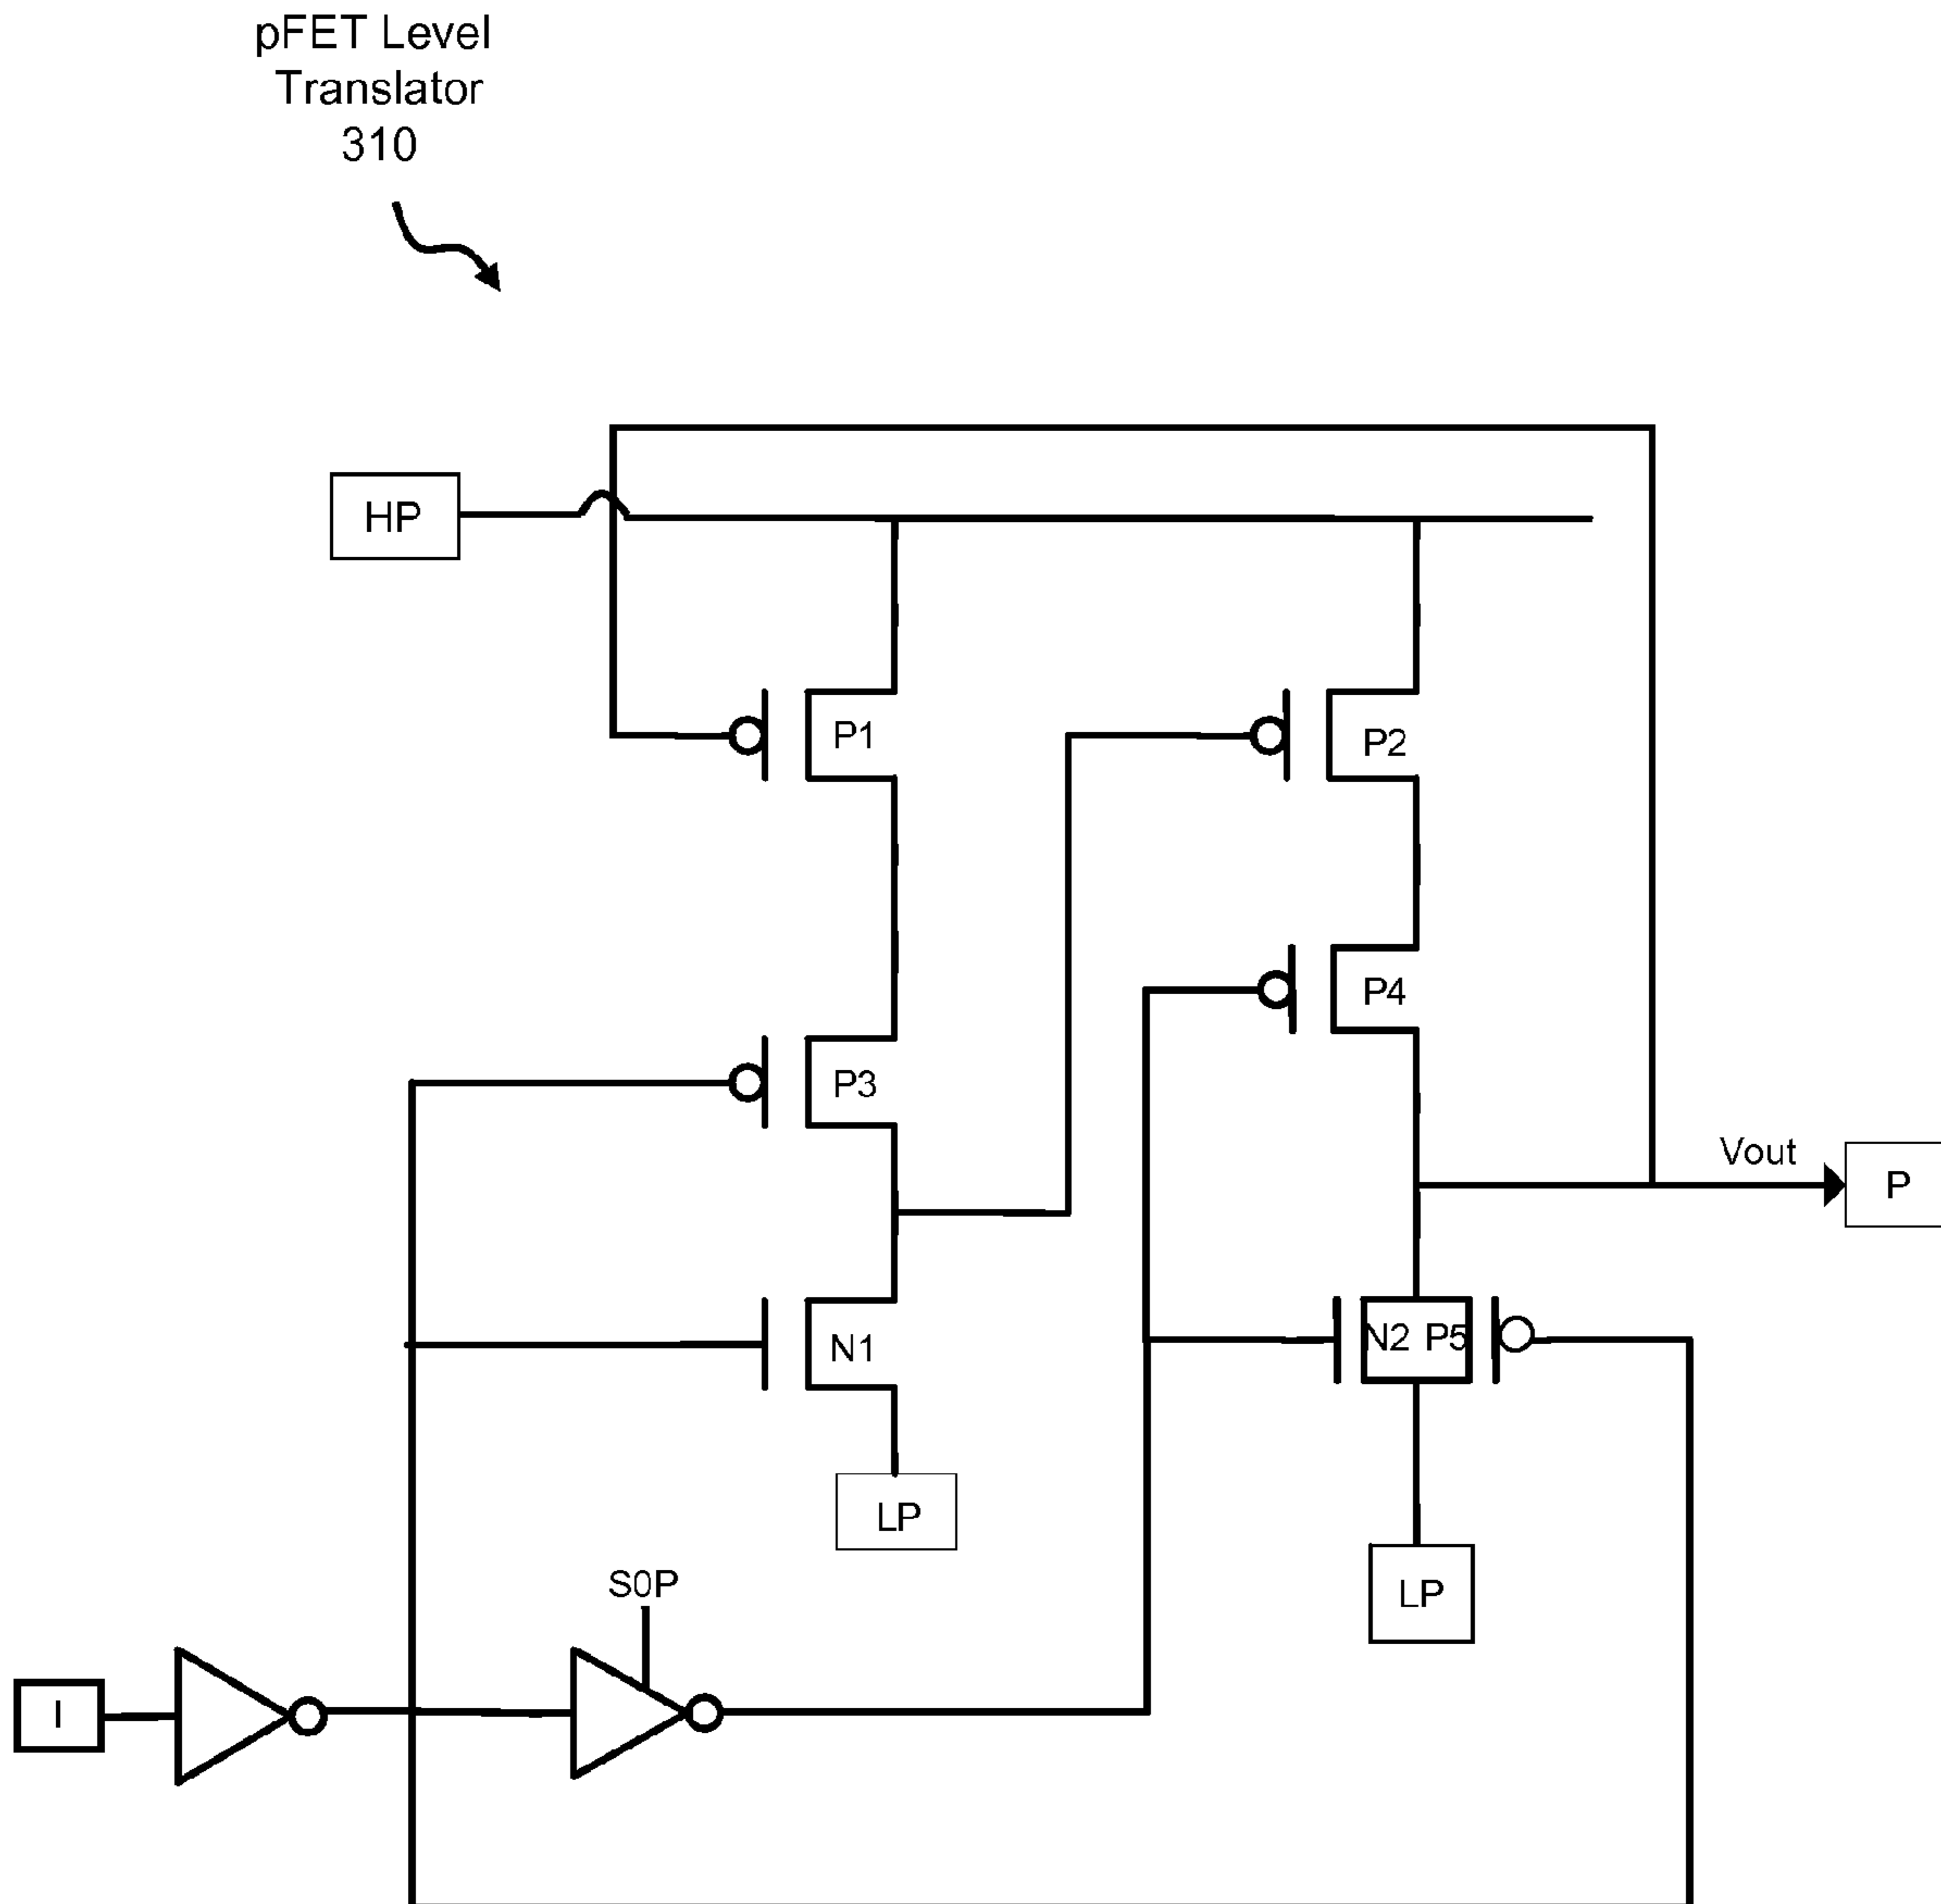 pFET Level
Translator
310
HP
P1
P2
P4
P3
Vout
P
N1
N2 P5
LP
S0P
LP
I